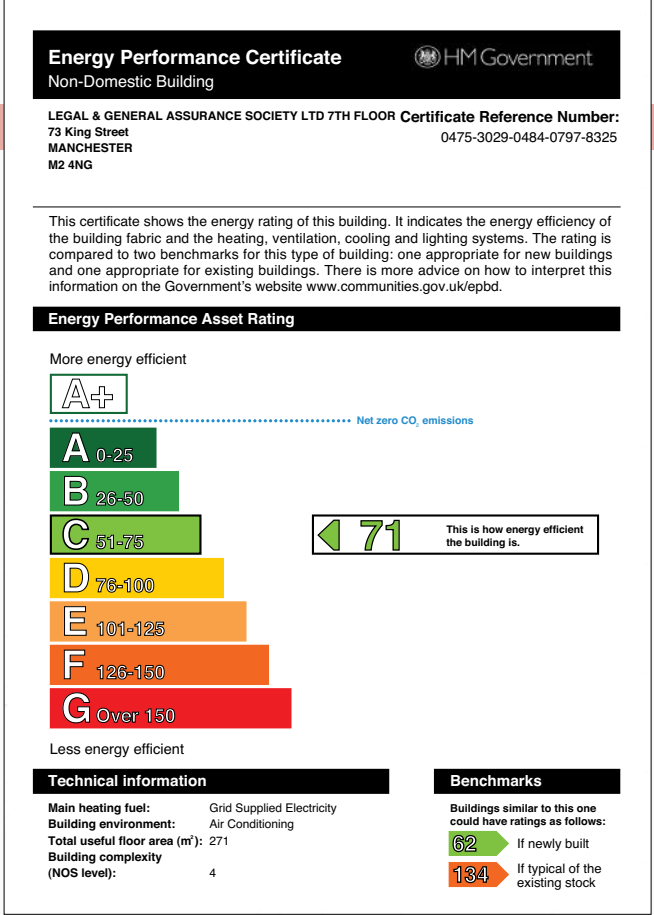 Energy Performance Certificate
HM Government
Non-Domestic Building
LEGAL & GENERAL ASSURANCE SOCIETY LTD 7TH FLOOR
73 King Street
MANCHESTER
M2 4NG
Certificate Reference Number:
0475-3029-0484-0797-8325
This certificate shows the energy rating of this building. It indicates the energy efficiency of
the building fabric and the heating, ventilation, cooling and lighting systems. The rating is
compared to two benchmarks for this type of building: one appropriate for new buildings
and one appropriate for existing buildings. There is more advice on how to interpret this
information on the Government's website www.communities.gov.uk/epbd.
Energy Performance Asset Rating
More energy efficient
A+
Net zero CO₂ emissions
A 0-25
B 26-50
C 51-75
71
This is how energy efficient
the building is.
D 76-100
E 101-125
F 126-150
G Over 150
Less energy efficient
Technical information
Main heating fuel: Grid Supplied Electricity
Building environment: Air Conditioning
Total useful floor area (m²): 271
Building complexity
(NOS level): 4
Benchmarks
Buildings similar to this one
could have ratings as follows:
62 If newly built
134 If typical of the
existing stock